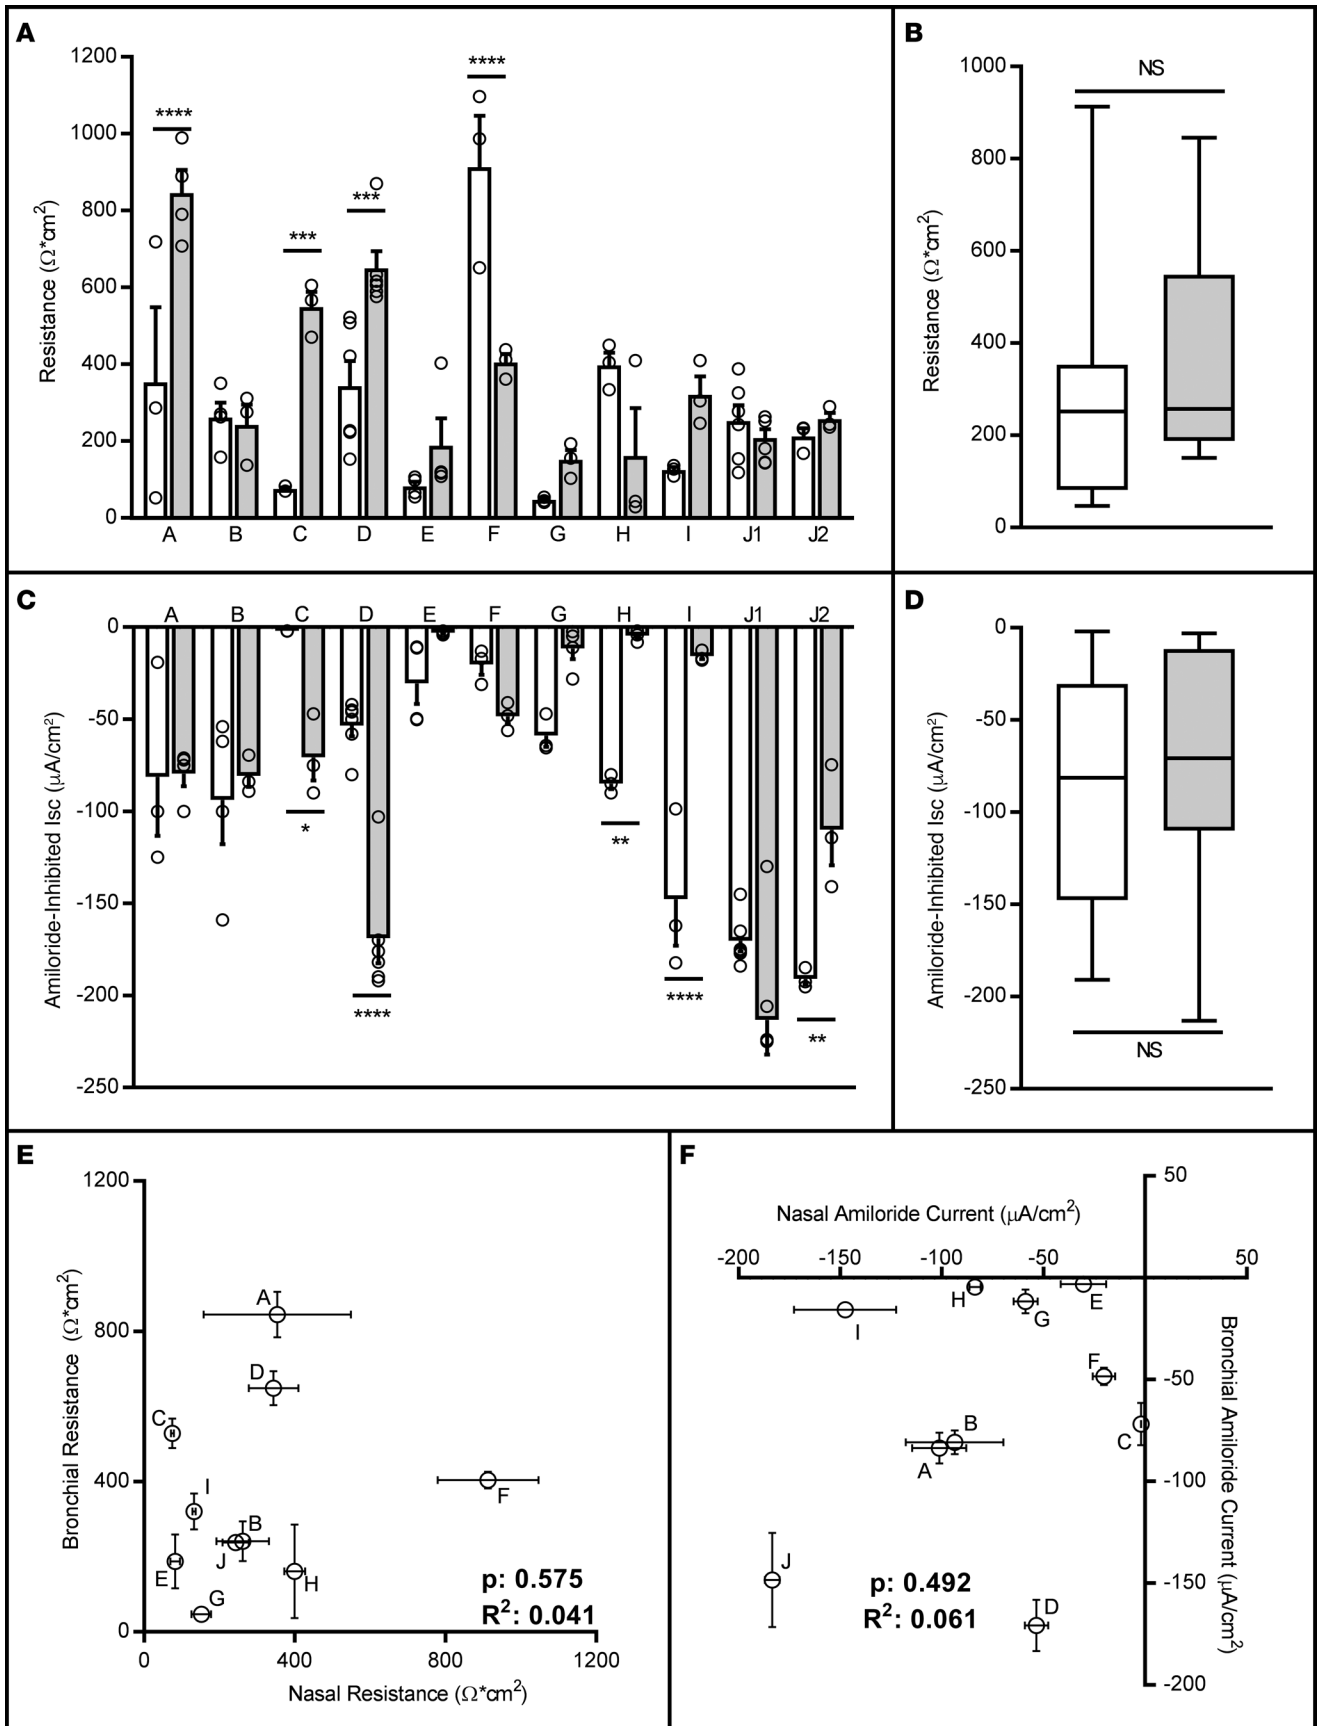 A
1200
1000
800
600
400
200
0
Resistance (Ω*cm²)
****
***
***
****
A B C D E F G H I J1 J2
B
1000
800
600
400
200
0
Resistance (Ω*cm²)
NS
C
A B C D E F G H I J1 J2
0
-50
-100
-150
-200
-250
Amiloride-Inhibited Isc (μA/cm²)
*
****
**
****
**
D
0
-50
-100
-150
-200
-250
Amiloride-Inhibited Isc (μA/cm²)
NS
E
1200
800
400
0
Bronchial Resistance (Ω*cm²)
A
D
C
I
F
B
J
E
H
G
p: 0.575
R²: 0.041
0 400 800 1200
Nasal Resistance (Ω*cm²)
F
Nasal Amiloride Current (μA/cm²)
-200 -150 -100 -50 50
50
-50
-100
-150
-200
Bronchial Amiloride Current (μA/cm²)
H
E
G
I
F
B
C
A
J
D
p: 0.492
R²: 0.061